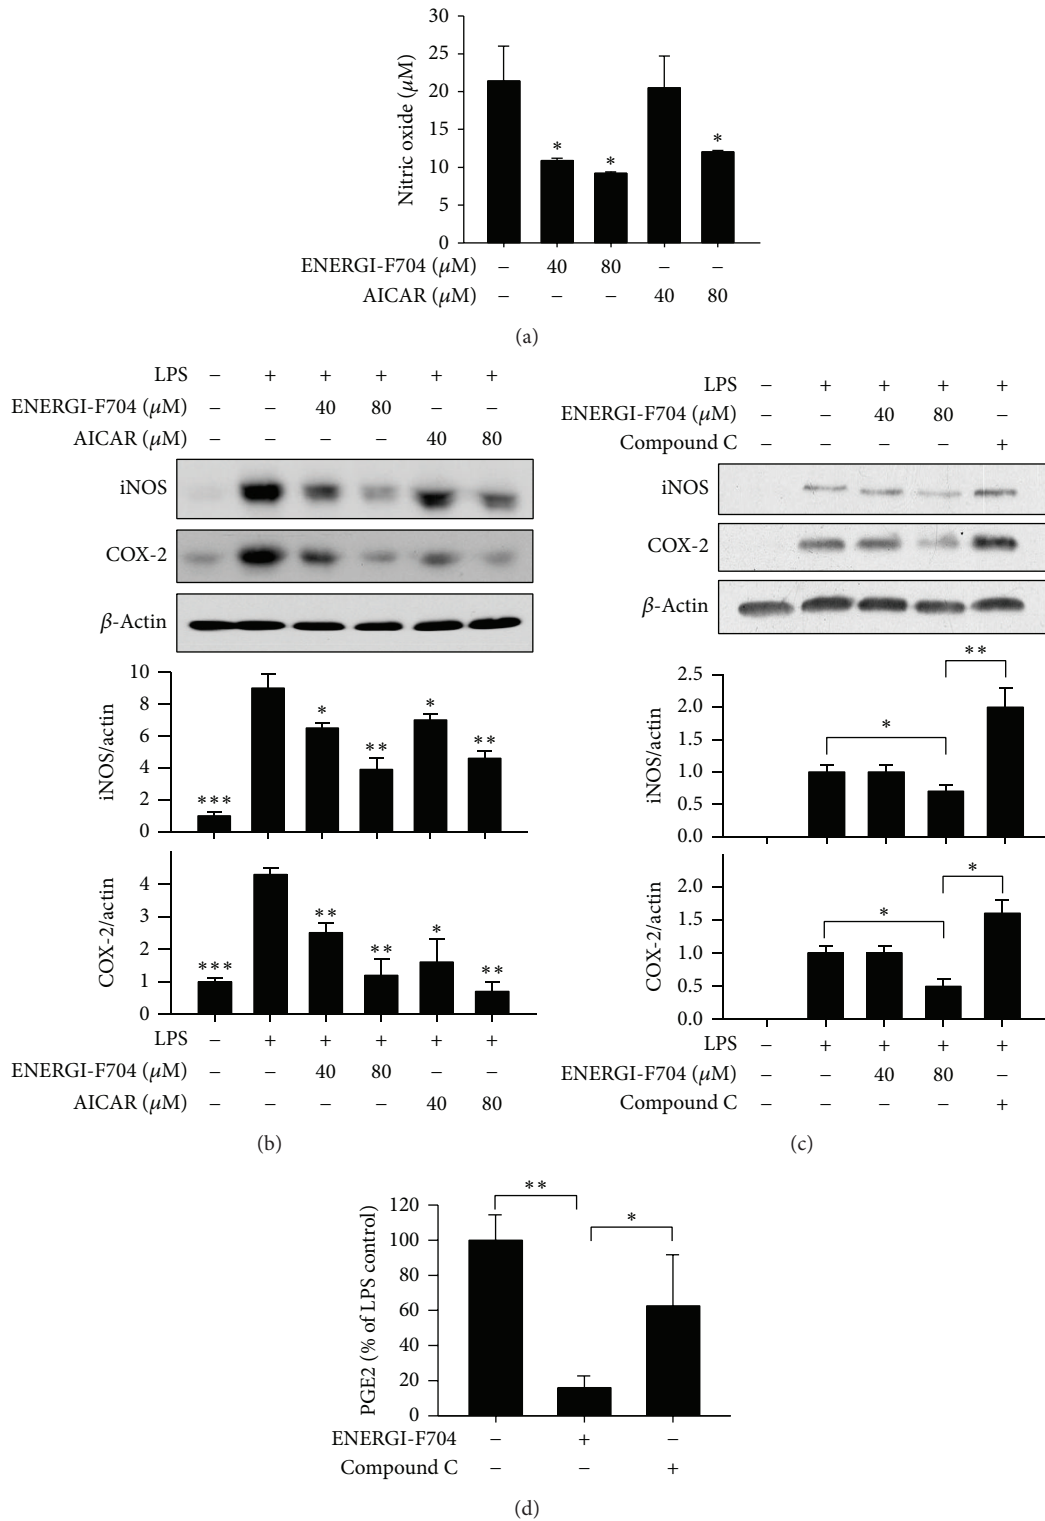 30
25
20
15
10
5
0
Nitric oxide (μM)
* * *
ENERGI-F704 (μM) − 40 80 − −
AICAR (μM) − − − 40 80
(a)
LPS − + + + + +
ENERGI-F704 (μM) − − 40 80 − −
AICAR (μM) − − − − 40 80
iNOS
COX-2
β-Actin
10
8
6
4
2
0
iNOS/actin
*** * ** * **
4
3
2
1
0
COX-2/actin
*** ** ** * **
LPS − + + + + +
ENERGI-F704 (μM) − − 40 80 − −
AICAR (μM) − − − − 40 80
(b)
LPS − + + + +
ENERGI-F704 (μM) − − 40 80 −
Compound C − − − − +
iNOS
COX-2
β-Actin
2.5
2.0
1.5
1.0
0.5
0.0
iNOS/actin
* **
2.0
1.5
1.0
0.5
0.0
COX-2/actin
* *
LPS − + + + +
ENERGI-F704 (μM) − − 40 80 −
Compound C − − − − +
(c)
120
100
80
60
40
20
0
PGE2 (% of LPS control)
** *
ENERGI-F704 − + −
Compound C − − +
(d)